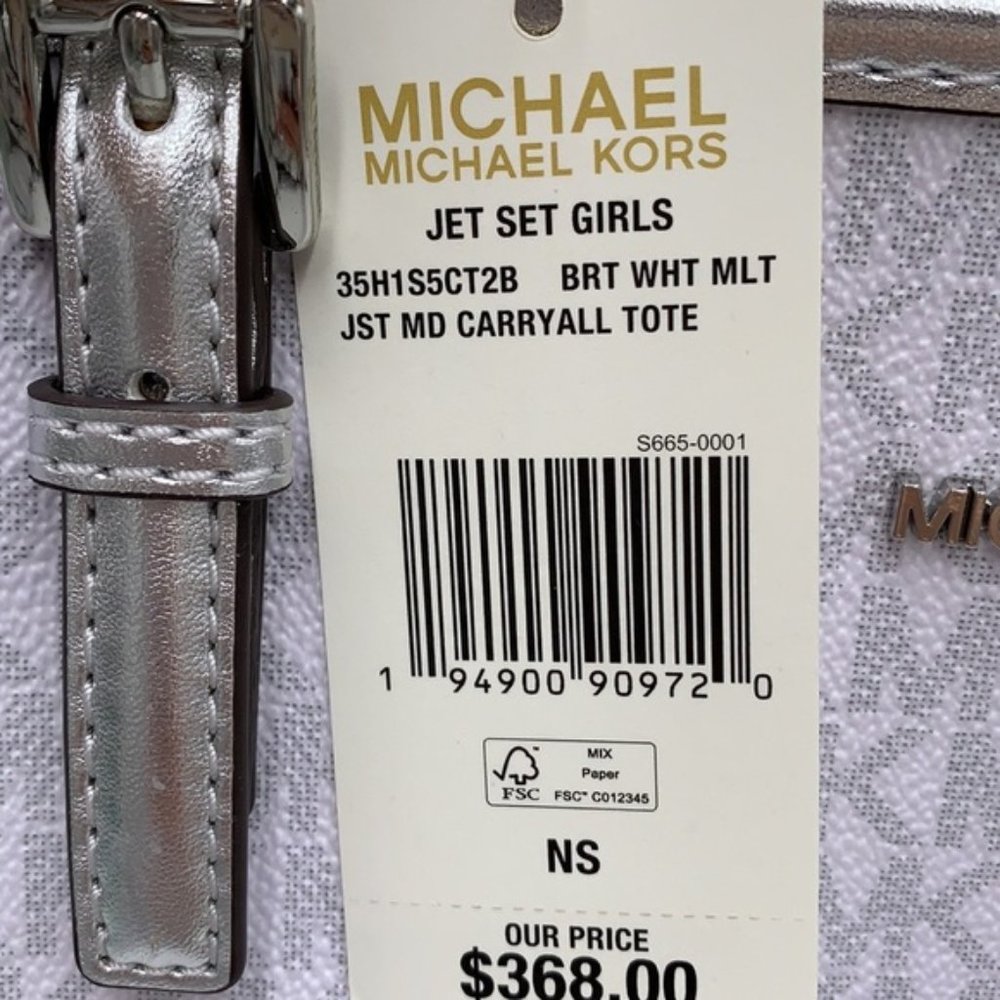 MICHAEL
MICHAEL KORS
JET SET GIRLS
35H1S5CT2B BRT WHT MLT
JST MD CARRYALL TOTE
S665-0001
1 94900 90972 0
FSC
MIX
Paper
FSC™ C012345
NS
OUR PRICE
$368.00